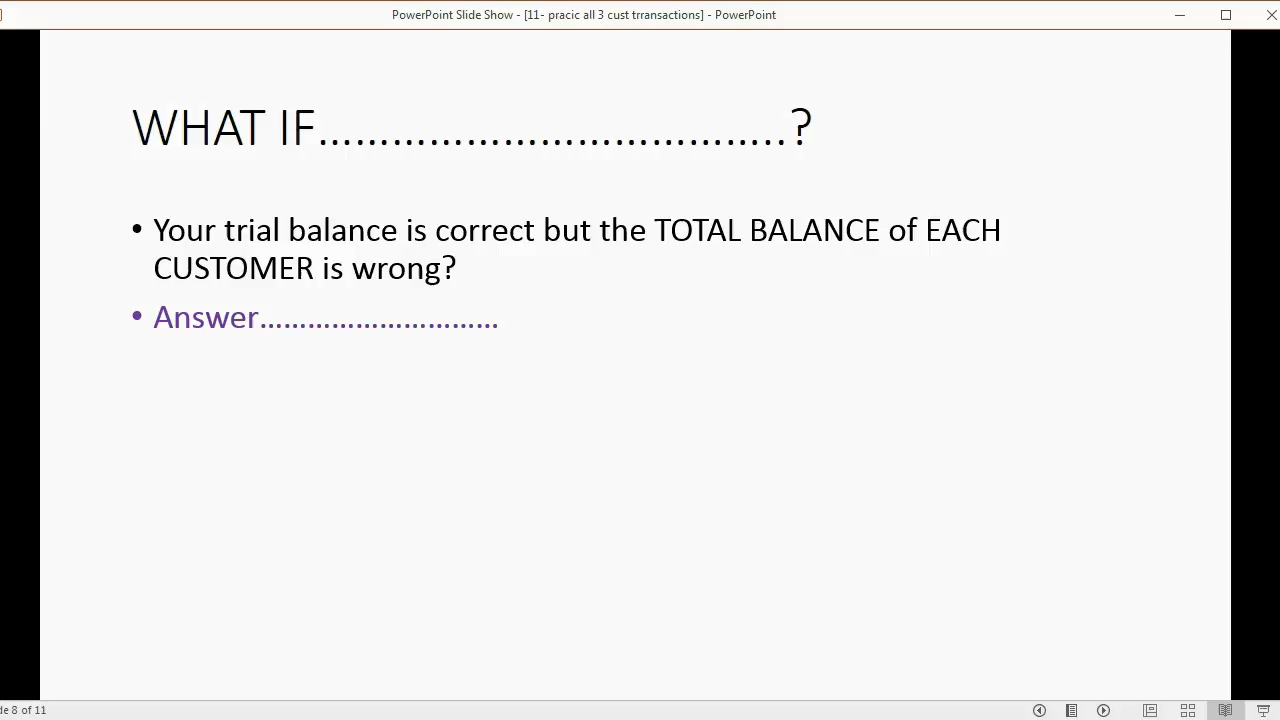 PowerPoint Slide Show - [11- pracic all 3 cust trransactions] - PowerPoint
WHAT IF………………………………..?
• Your trial balance is correct but the TOTAL BALANCE of EACH
CUSTOMER is wrong?
• Answer…………………………
de 8 of 11